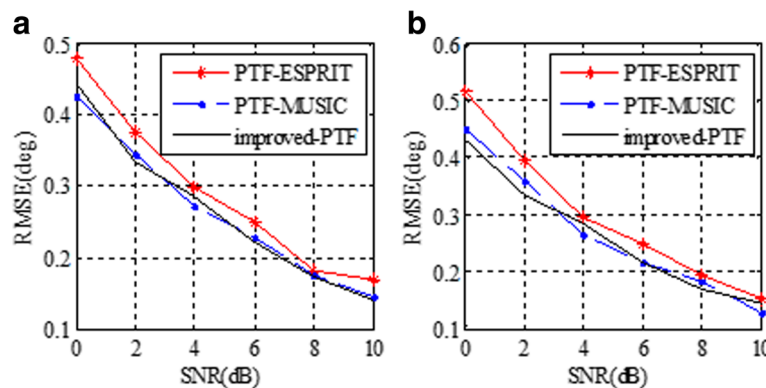 a
0.5
0.4
0.3
0.2
0.1
RMSE(deg)
PTF-ESPRIT
PTF-MUSIC
improved-PTF
0 2 4 6 8 10
SNR(dB)
b
0.6
0.5
0.4
0.3
0.2
0.1
RMSE(deg)
PTF-ESPRIT
PTF-MUSIC
improved-PTF
0 2 4 6 8 10
SNR(dB)